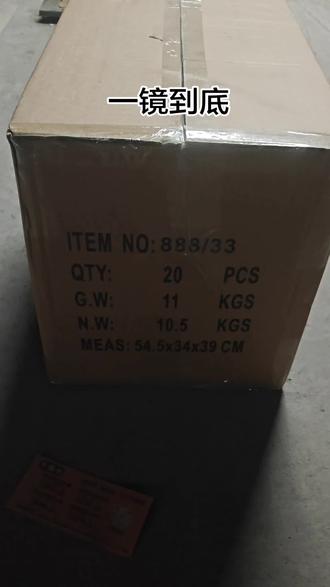 一镜到底
ITEM NO: 888/33
QTY: 20 PCS
G.W: 11 KGS
N.W: 10.5 KGS
MEAS: 54.5x34x39 CM